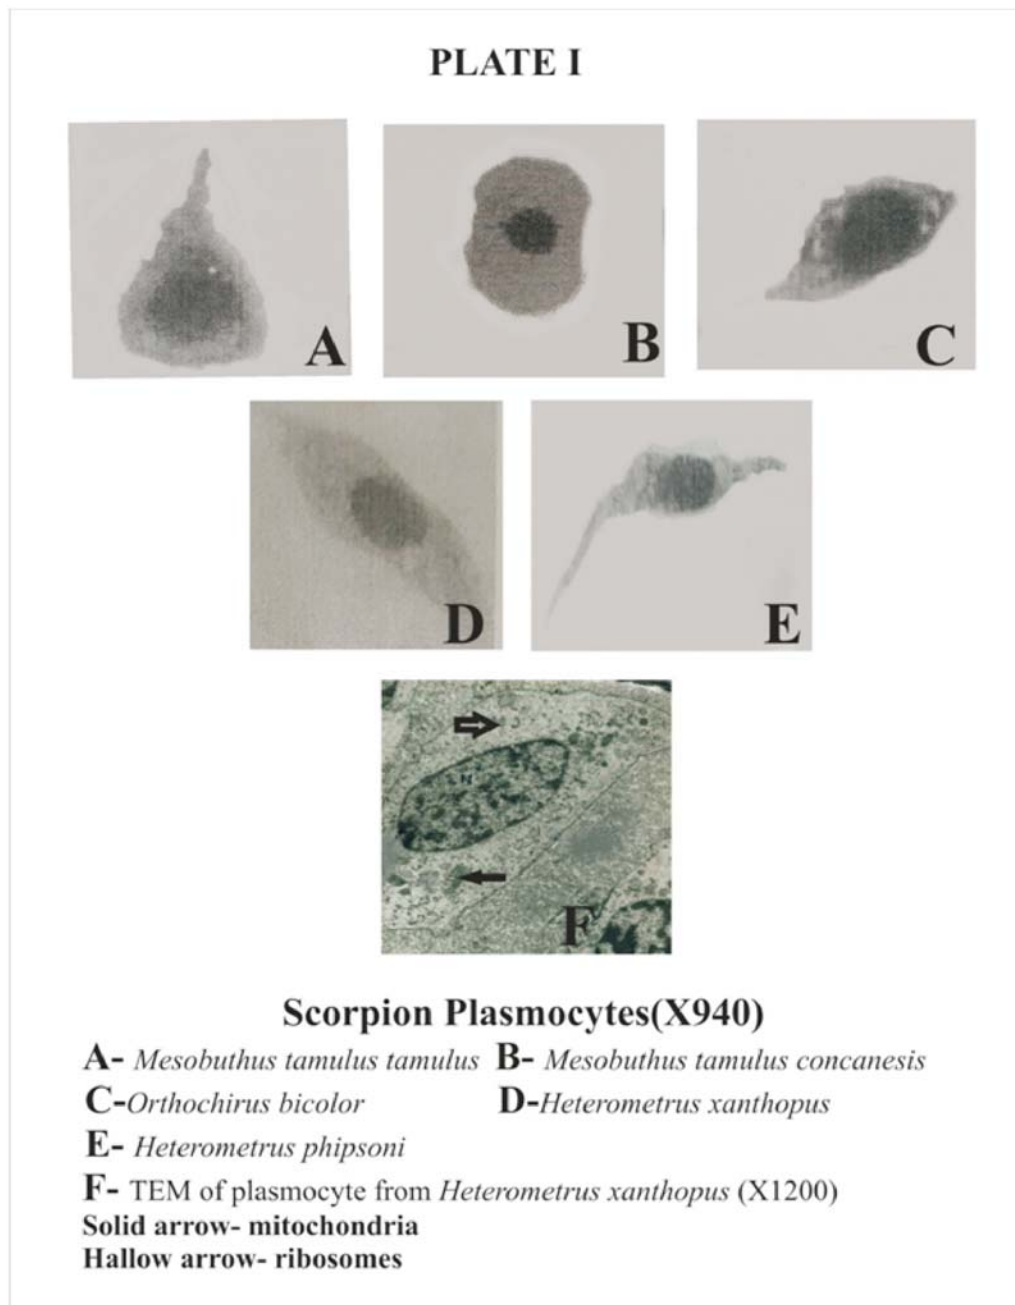 PLATE I
A
B
C
D
E
N
F
Scorpion Plasmocytes(X940)
A- Mesobuthus tamulus tamulus B- Mesobuthus tamulus concanesis
C-Orthochirus bicolor D-Heterometrus xanthopus
E- Heterometrus phipsoni
F- TEM of plasmocyte from Heterometrus xanthopus (X1200)
Solid arrow- mitochondria
Hallow arrow- ribosomes